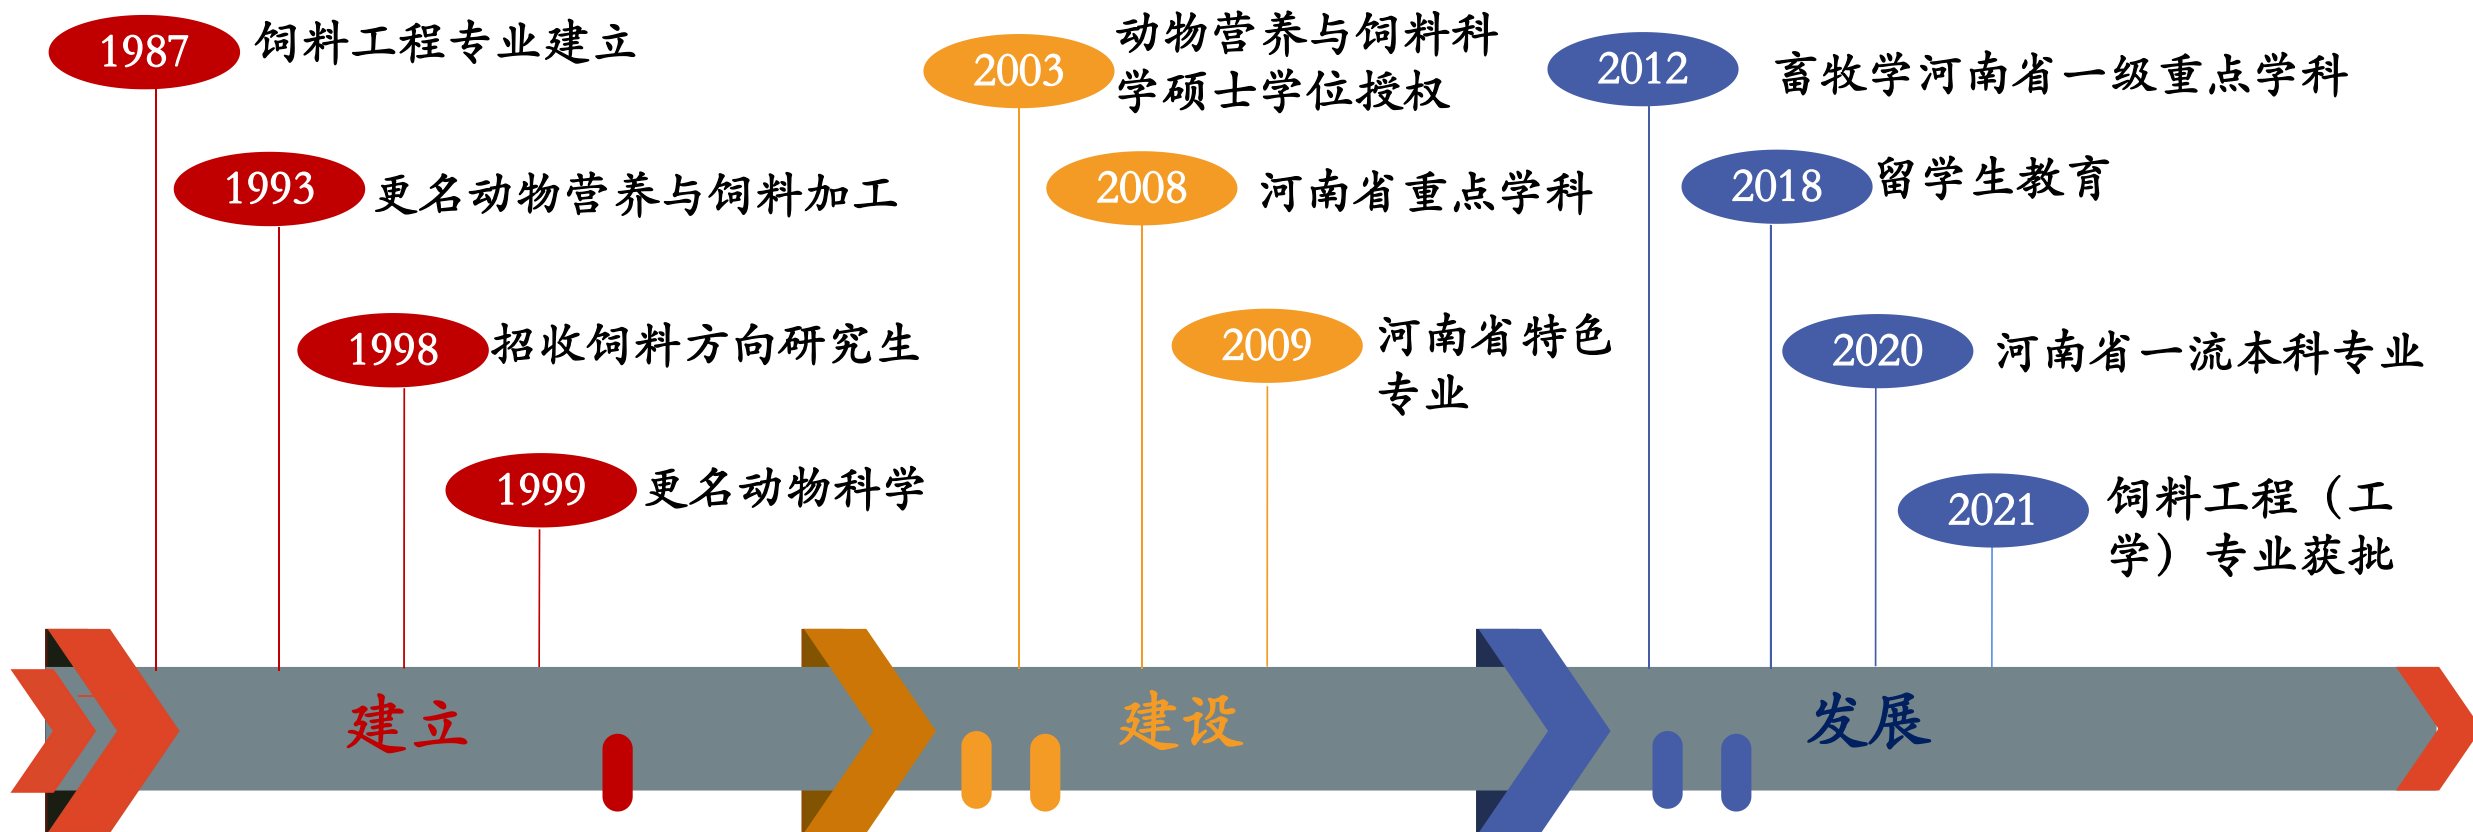 1987
饲料工程专业建立
1993
更名动物营养与饲料加工
1998
招收饲料方向研究生
1999
更名动物科学
2003
动物营养与饲料科
学硕士学位授权
2008
河南省重点学科
2009
河南省特色
专业
2012
畜牧学河南省一级重点学科
2018
留学生教育
2020
河南省一流本科专业
2021
饲料工程（工
学）专业获批
建立
建设
发展